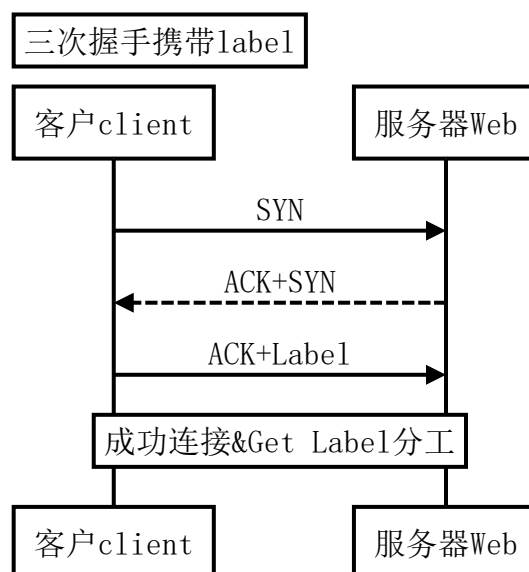 三次握手携带label
客户client
服务器Web
SYN
ACK+SYN
ACK+Label
成功连接&Get Label分工
客户client
服务器Web